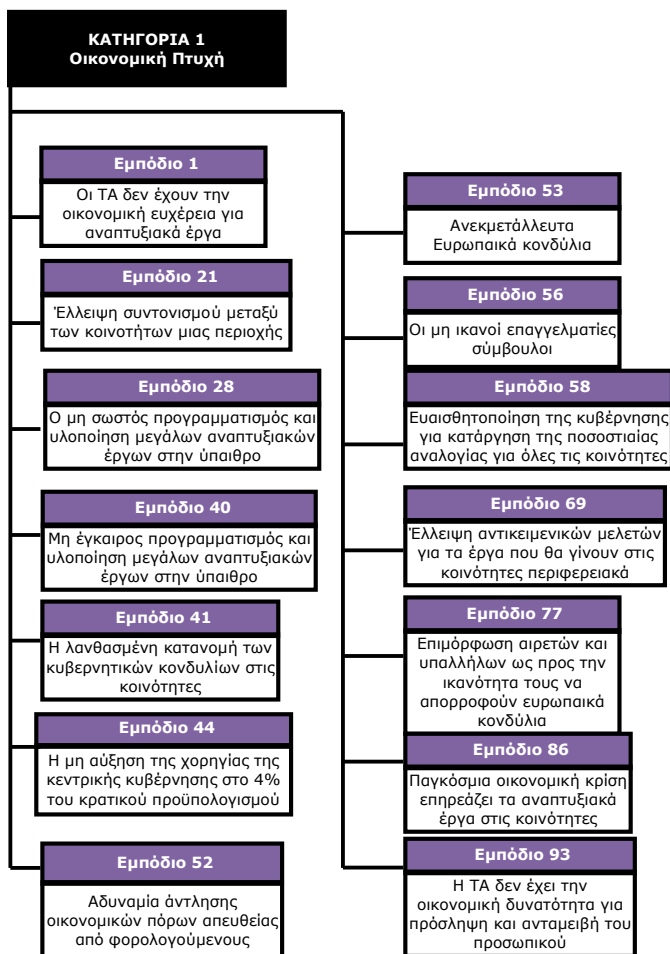 ΚΑΤΗΓΟΡΙΑ 1
Οικονομική Πτυχή
Εμπόδιο 1
Οι ΤΑ δεν έχουν την
οικονομική ευχέρεια για
αναπτυξιακά έργα
Εμπόδιο 21
Έλλειψη συντονισμού μεταξύ
των κοινοτήτων μιας περιοχής
Εμπόδιο 28
Ο μη σωστός προγραμματισμός και
υλοποίηση μεγάλων αναπτυξιακών
έργων στην ύπαιθρο
Εμπόδιο 40
Μη έγκαιρος προγραμματισμός και
υλοποίηση μεγάλων αναπτυξιακών
έργων στην ύπαιθρο
Εμπόδιο 41
Η λανθασμένη κατανομή των
κυβερνητικών κονδυλίων στις
κοινότητες
Εμπόδιο 44
Η μη αύξηση της χορηγίας της
κεντρικής κυβέρνησης στο 4%
του κρατικού προϋπολογισμού
Εμπόδιο 52
Αδυναμία άντλησης
οικονομικών πόρων απευθείας
από φορολογούμενους
Εμπόδιο 53
Ανεκμετάλλευτα
Ευρωπαικά κονδύλια
Εμπόδιο 56
Οι μη ικανοί επαγγελματίες
σύμβουλοι
Εμπόδιο 58
Ευαισθητοποίηση της κυβέρνησης
για κατάργηση της ποσοστιαίας
αναλογίας για όλες τις κοινότητες
Εμπόδιο 69
Έλλειψη αντικειμενικών μελετών
για τα έργα που θα γίνουν στις
κοινότητες περιφερειακά
Εμπόδιο 77
Επιμόρφωση αιρετών και
υπαλλήλων ως προς την
ικανότητα τους να
απορροφούν ευρωπαικά
κονδύλια
Εμπόδιο 86
Παγκόσμια οικονομική κρίση
επηρεάζει τα αναπτυξιακά
έργα στις κοινότητες
Εμπόδιο 93
Η ΤΑ δεν έχει την
οικονομική δυνατότητα για
πρόσληψη και ανταμειβή του
προσωπικού